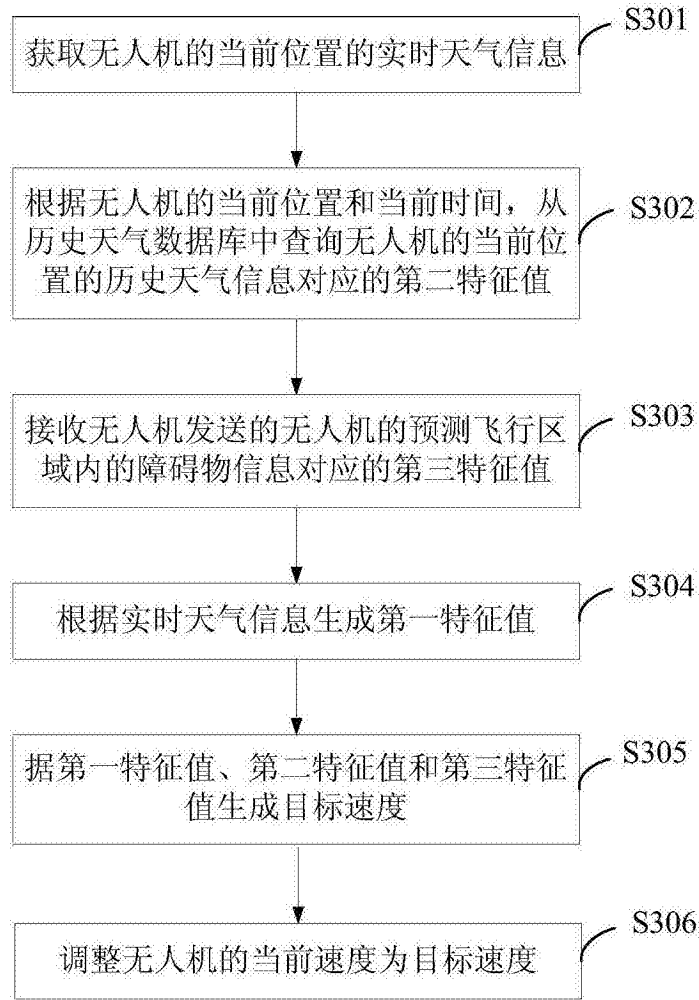 S301
获取无人机的当前位置的实时天气信息
S302
根据无人机的当前位置和当前时间，从
历史天气数据库中查询无人机的当前位
置的历史天气信息对应的第二特征值
S303
接收无人机发送的无人机的预测飞行区
域内的障碍物信息对应的第三特征值
S304
根据实时天气信息生成第一特征值
S305
据第一特征值、第二特征值和第三特征
值生成目标速度
S306
调整无人机的当前速度为目标速度